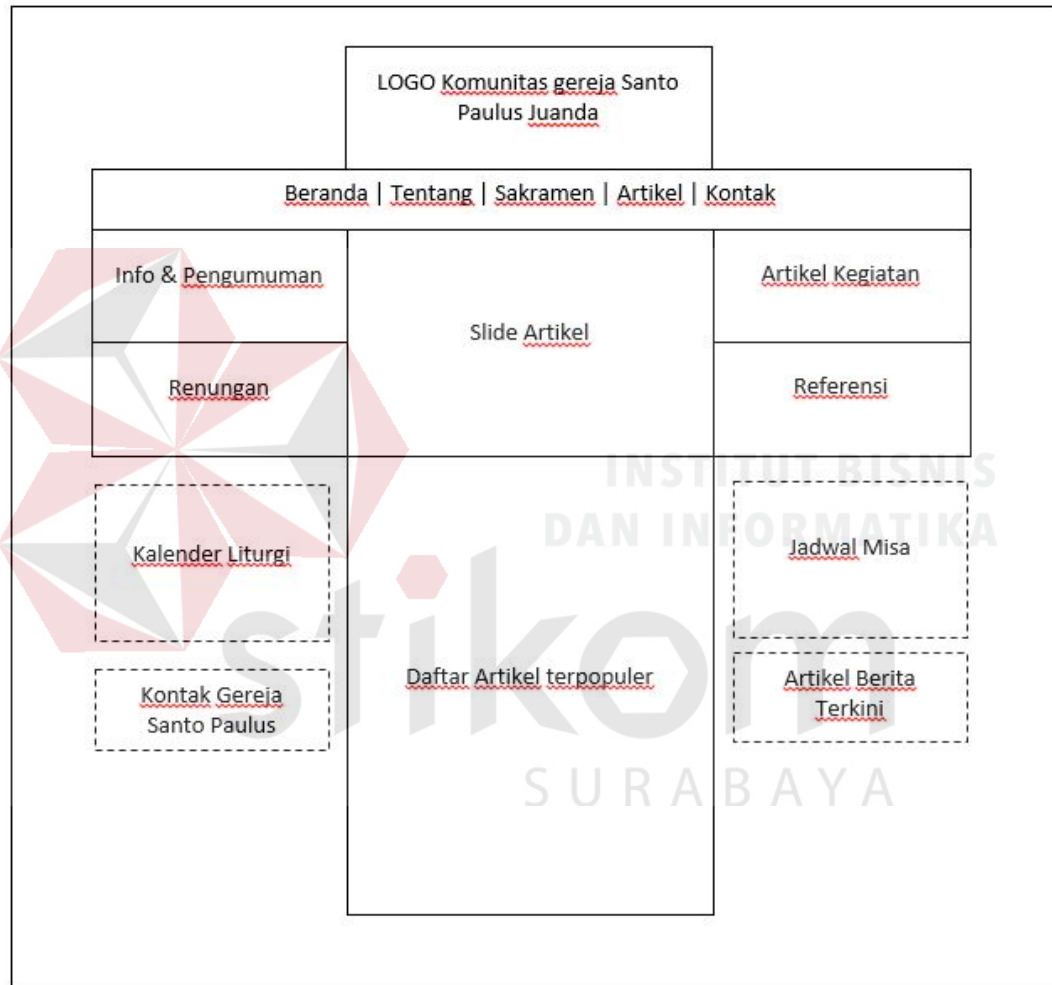 LOGO Komunitas gereja Santo
Paulus Juanda
Beranda | Tentang | Sakramen | Artikel | Kontak
Info & Pengumuman
Slide Artikel
Artikel Kegiatan
Renungan
Referensi
INSTITUT BISNIS
DAN INFORMATIKA
Kalender Liturgi
Jadwal Misa
stikom
Daftar Artikel terpopuler
Kontak Gereja
Santo Paulus
Artikel Berita
Terkini
SURABAYA